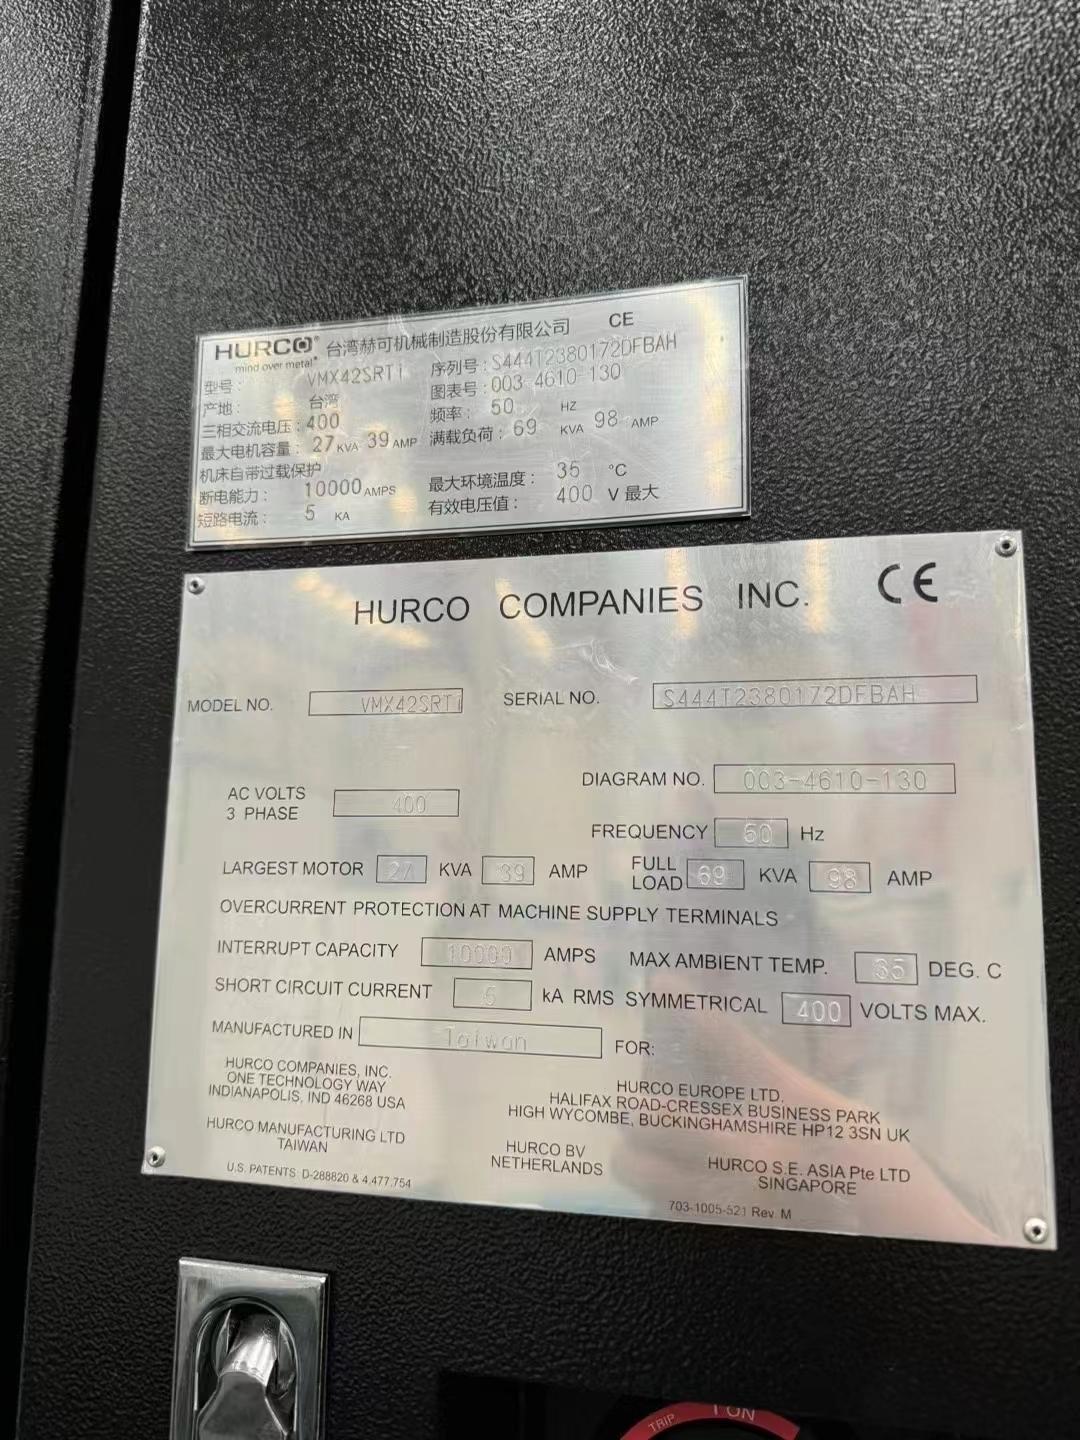 HURCO® 台湾赫可机械制造股份有限公司 CE
mind over metal®
型号: VMX42SRTi 序列号: S444T2380172DFBAH
产地: 台湾 图表号: 003-4610-130
三相交流电压: 400 频率: 50 HZ
最大电机容量: 27 KVA 39 AMP 满载负荷: 69 KVA 98 AMP
机床自带过载保护
断电能力: 10000 AMPS 最大环境温度: 35 °C
短路电流: 5 KA 有效电压值: 400 V 最大
HURCO COMPANIES INC. CE
MODEL NO. VMX42SRTi SERIAL NO. S444T2380172DFBAH
AC VOLTS
3 PHASE 400 DIAGRAM NO. 003-4610-130
FREQUENCY 50 Hz
LARGEST MOTOR 27 KVA 39 AMP FULL LOAD 69 KVA 98 AMP
OVERCURRENT PROTECTION AT MACHINE SUPPLY TERMINALS
INTERRUPT CAPACITY 10000 AMPS MAX AMBIENT TEMP. 35 DEG. C
SHORT CIRCUIT CURRENT 5 kA RMS SYMMETRICAL 400 VOLTS MAX.
MANUFACTURED IN Taiwan FOR:
HURCO COMPANIES, INC.
ONE TECHNOLOGY WAY
INDIANAPOLIS, IND 46268 USA
HURCO EUROPE LTD.
HALIFAX ROAD-CRESSEX BUSINESS PARK
HIGH WYCOMBE, BUCKINGHAMSHIRE HP12 3SN UK
HURCO MANUFACTURING LTD
TAIWAN
HURCO BV
NETHERLANDS
HURCO S.E. ASIA Pte LTD
SINGAPORE
U.S. PATENTS: D-288820 & 4,477,754
703-1005-521 Rev. M
TRIP I ON